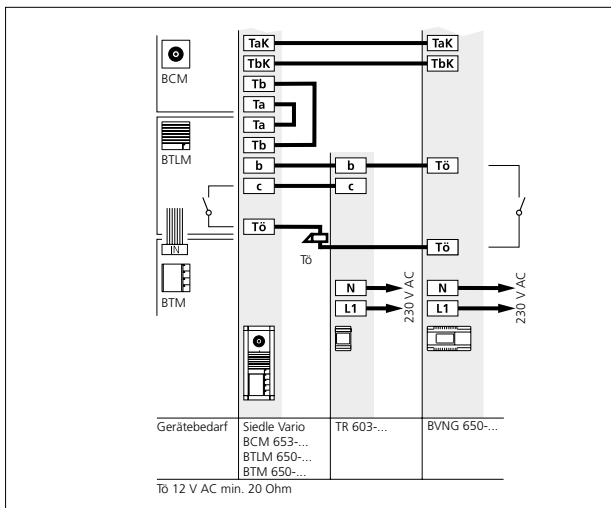 BCM
BTLM
IN
BTM
TaK
TbK
Tb
Ta
Ta
Tb
b
c
Tö
Tö
b
c
N
L1
230 V AC
TaK
TbK
Tö
Tö
N
L1
230 V AC
Gerätebedarf
Siedle Vario
BCM 653-...
BTLM 650-...
BTM 650-...
TR 603-...
BVNG 650-...
Tö 12 V AC min. 20 Ohm